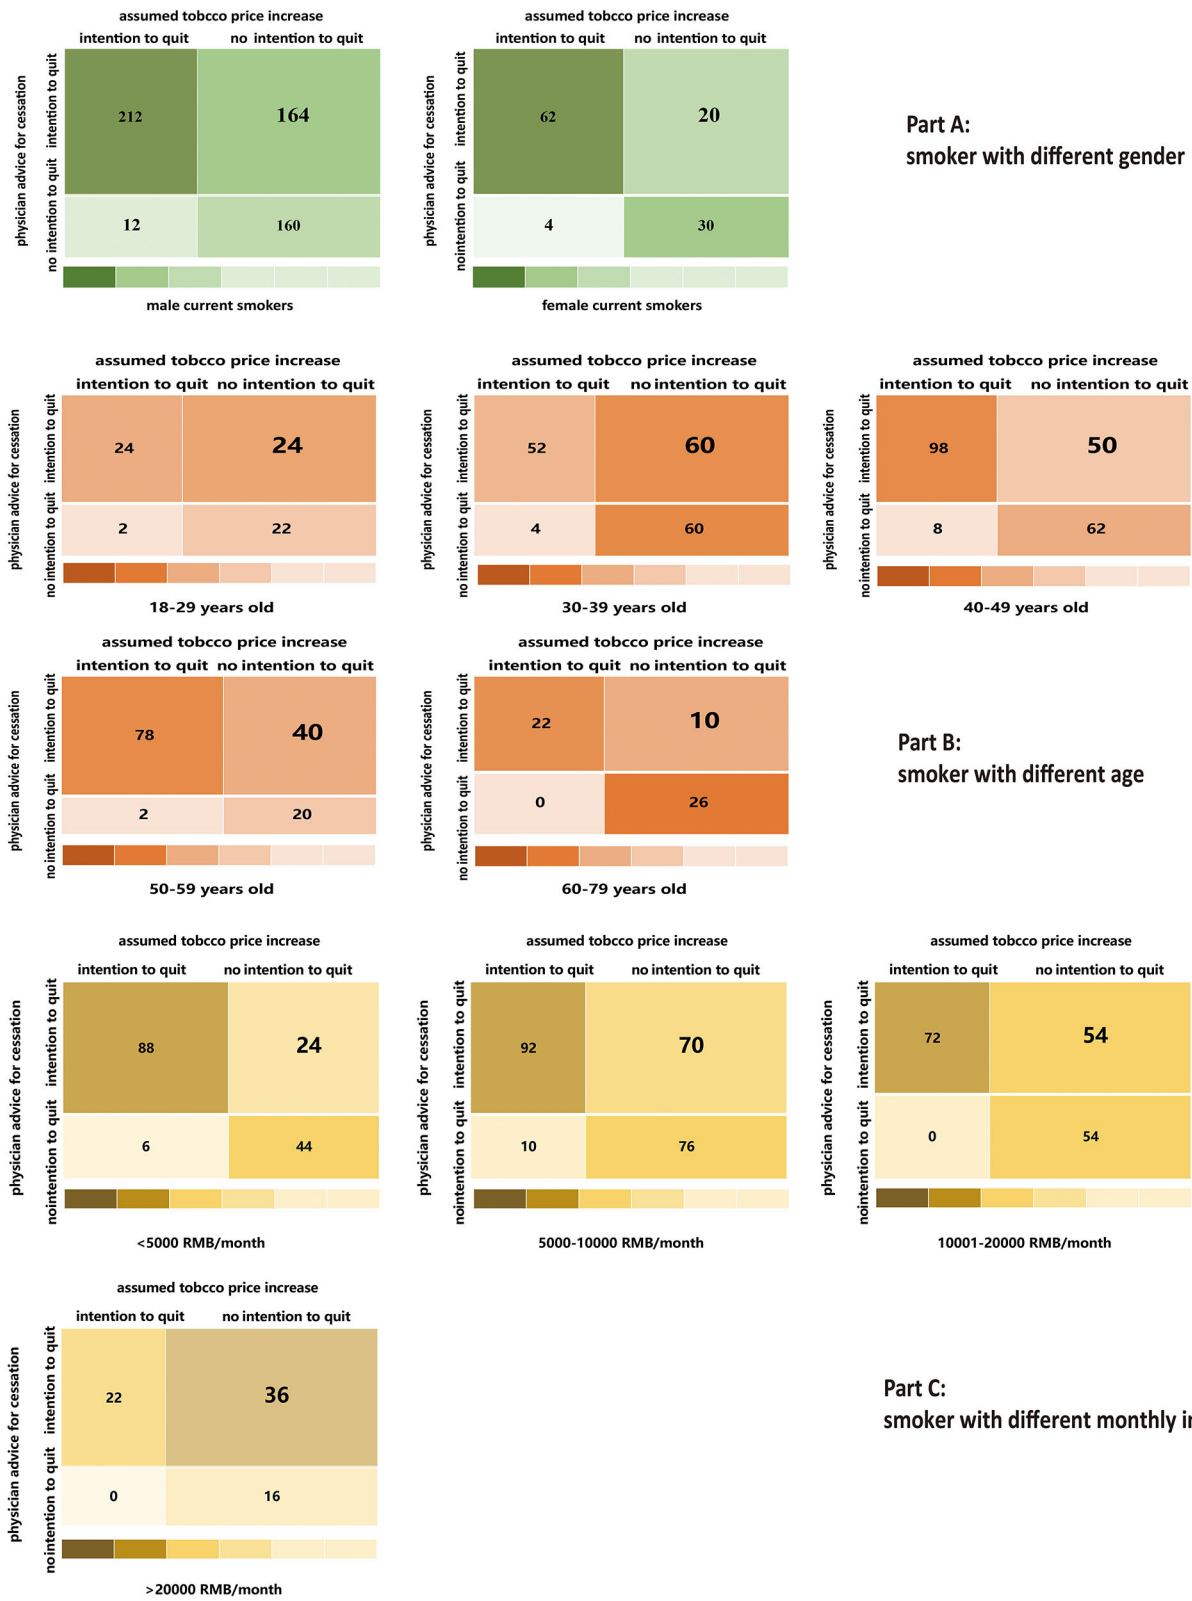 assumed tobcco price increase
intention to quit no intention to quit
physician advice for cessation
intention to quit
no intention to quit
212 164
12 160
male current smokers
assumed tobcco price increase
intention to quit no intention to quit
physician advice for cessation
intention to quit
nointention to quit
62 20
4 30
female current smokers
Part A:
smoker with different gender
assumed tobcco price increase
intention to quit no intention to quit
physician advice for cessation
intention to quit
no intention to quit
24 24
2 22
18-29 years old
assumed tobcco price increase
intention to quit no intention to quit
physician advice for cessation
intention to quit
no intention to quit
52 60
4 60
30-39 years old
assumed tobcco price increase
intention to quit no intention to quit
physician advice for cessation
intention to quit
no intention to quit
98 50
8 62
40-49 years old
assumed tobcco price increase
intention to quit no intention to quit
physician advice for cessation
intention to quit
no intention to quit
78 40
2 20
50-59 years old
assumed tobcco price increase
intention to quit no intention to quit
physician advice for cessation
intention to quit
no intention to quit
22 10
0 26
60-79 years old
Part B:
smoker with different age
assumed tobcco price increase
intention to quit no intention to quit
physician advice for cessation
intention to quit
nointention to quit
88 24
6 44
<5000 RMB/month
assumed tobcco price increase
intention to quit no intention to quit
physician advice for cessation
intention to quit
nointention to quit
92 70
10 76
5000-10000 RMB/month
assumed tobcco price increase
intention to quit no intention to quit
physician advice for cessation
intention to quit
nointention to quit
72 54
0 54
10001-20000 RMB/month
assumed tobcco price increase
intention to quit no intention to quit
physician advice for cessation
intention to quit
nointention to quit
22 36
0 16
>20000 RMB/month
Part C:
smoker with different monthly